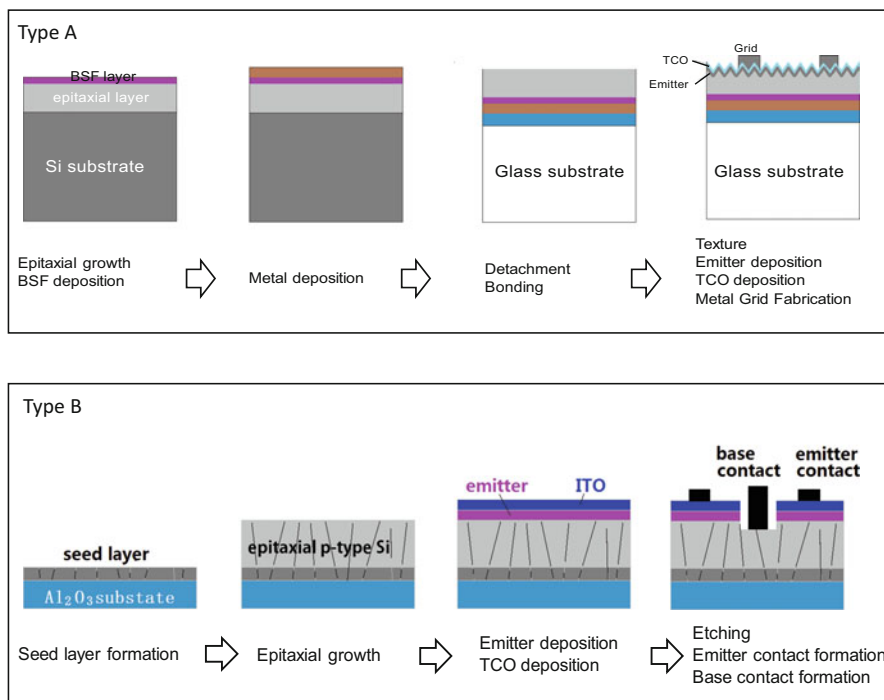 Type A
BSF layer
epitaxial layer
Si substrate
Glass substrate
Grid
TCO
Emitter
Glass substrate
Epitaxial growth
BSF deposition
Metal deposition
Detachment
Bonding
Texture
Emitter deposition
TCO deposition
Metal Grid Fabrication
Type B
seed layer
Al₂O₃substate
epitaxial p-type Si
emitter
ITO
base
contact
emitter
contact
Seed layer formation
Epitaxial growth
Emitter deposition
TCO deposition
Etching
Emitter contact formation
Base contact formation